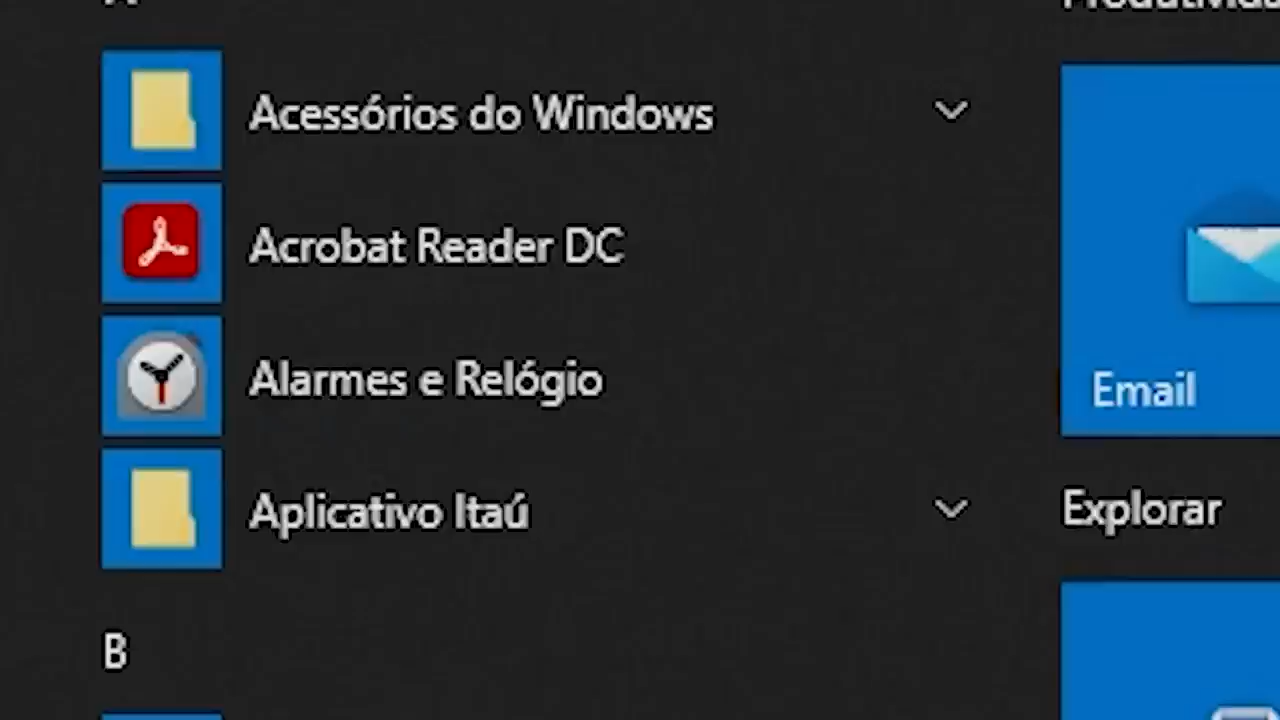 Acessórios do Windows
Acrobat Reader DC
Alarmes e Relógio
Aplicativo Itaú
B
Email
Explorar